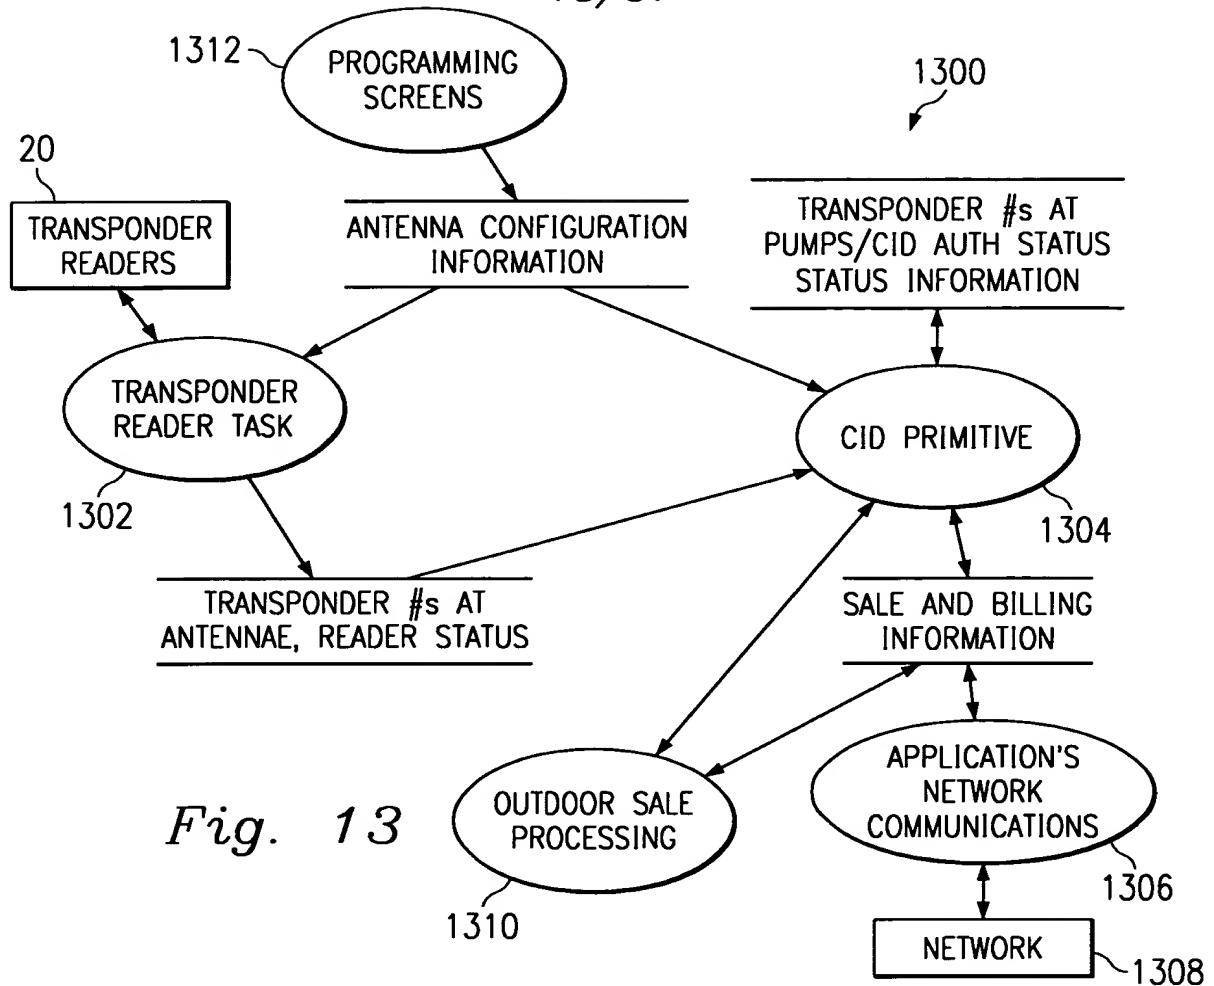 1312
PROGRAMMING
SCREENS
1300
20
TRANSPONDER
READERS
ANTENNA CONFIGURATION
INFORMATION
TRANSPONDER #s AT
PUMPS/CID AUTH STATUS
STATUS INFORMATION
TRANSPONDER
READER TASK
1302
CID PRIMITIVE
1304
TRANSPONDER #s AT
ANTENNAE, READER STATUS
SALE AND BILLING
INFORMATION
Fig. 13
OUTDOOR SALE
PROCESSING
1310
APPLICATION'S
NETWORK
COMMUNICATIONS
1306
NETWORK
1308